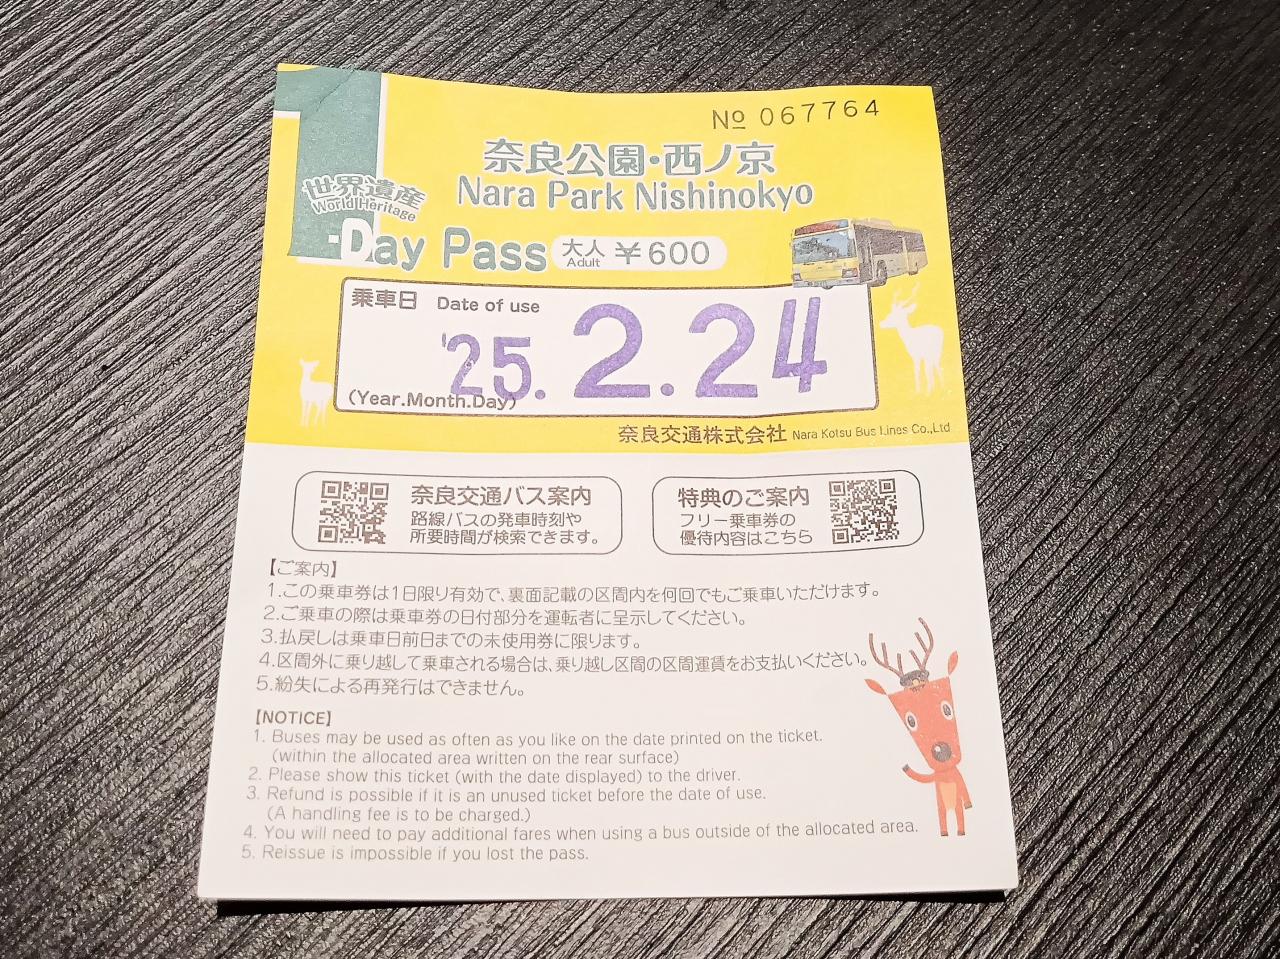 No 067764
奈良公園・西ノ京
Nara Park Nishinokyo
世界遺産
World Heritage
1-Day Pass
大人 ¥600
Adult
乗車日 Date of use
'25. 2. 24
(Year.Month.Day)
奈良交通株式会社 Nara Kotsu Bus Lines Co.,Ltd
奈良交通バス案内
路線バスの発車時刻や
所要時間が検索できます。
特典のご案内
フリー乗車券の
優待内容はこちら
【ご案内】
1.この乗車券は1日限り有効で、裏面記載の区間内を何回でもご乗車いただけます。
2.ご乗車の際は乗車券の日付部分を運転者に呈示してください。
3.払戻しは乗車日前日までの未使用券に限ります。
4.区間外に乗り越して乗車される場合は、乗り越し区間の区間運賃をお支払いください。
5.紛失による再発行はできません。
【NOTICE】
1. Buses may be used as often as you like on the date printed on the ticket.
(within the allocated area written on the rear surface)
2. Please show this ticket (with the date displayed) to the driver.
3. Refund is possible if it is an unused ticket before the date of use.
(A handling fee is to be charged.)
4. You will need to pay additional fares when using a bus outside of the allocated area.
5. Reissue is impossible if you lost the pass.